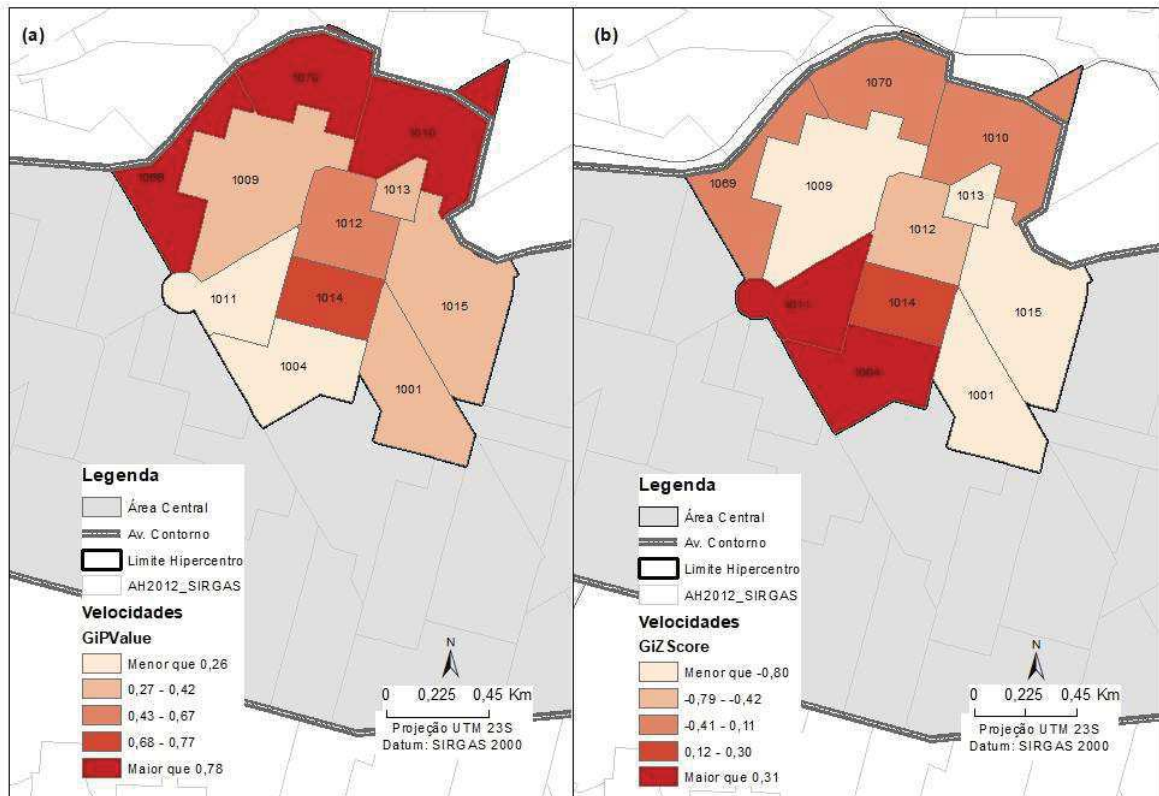 (a)
1070
1010
1069
1009
1013
1012
1011
1014
1015
1004
1001
Legenda
Área Central
Av. Contorno
Limite Hipercentro
AH2012_SIRGAS
Velocidades
GiPValue
Menor que 0,26
0,27 - 0,42
0,43 - 0,67
0,68 - 0,77
Maior que 0,78
N
0 0,225 0,45 Km
Projeção UTM 23S
Datum: SIRGAS 2000
(b)
1070
1010
1069
1009
1013
1012
1011
1014
1015
1004
1001
Legenda
Área Central
Av. Contorno
Limite Hipercentro
AH2012_SIRGAS
Velocidades
GiZScore
Menor que -0,80
-0,79 - -0,42
-0,41 - 0,11
0,12 - 0,30
Maior que 0,31
N
0 0,225 0,45 Km
Projeção UTM 23S
Datum: SIRGAS 2000